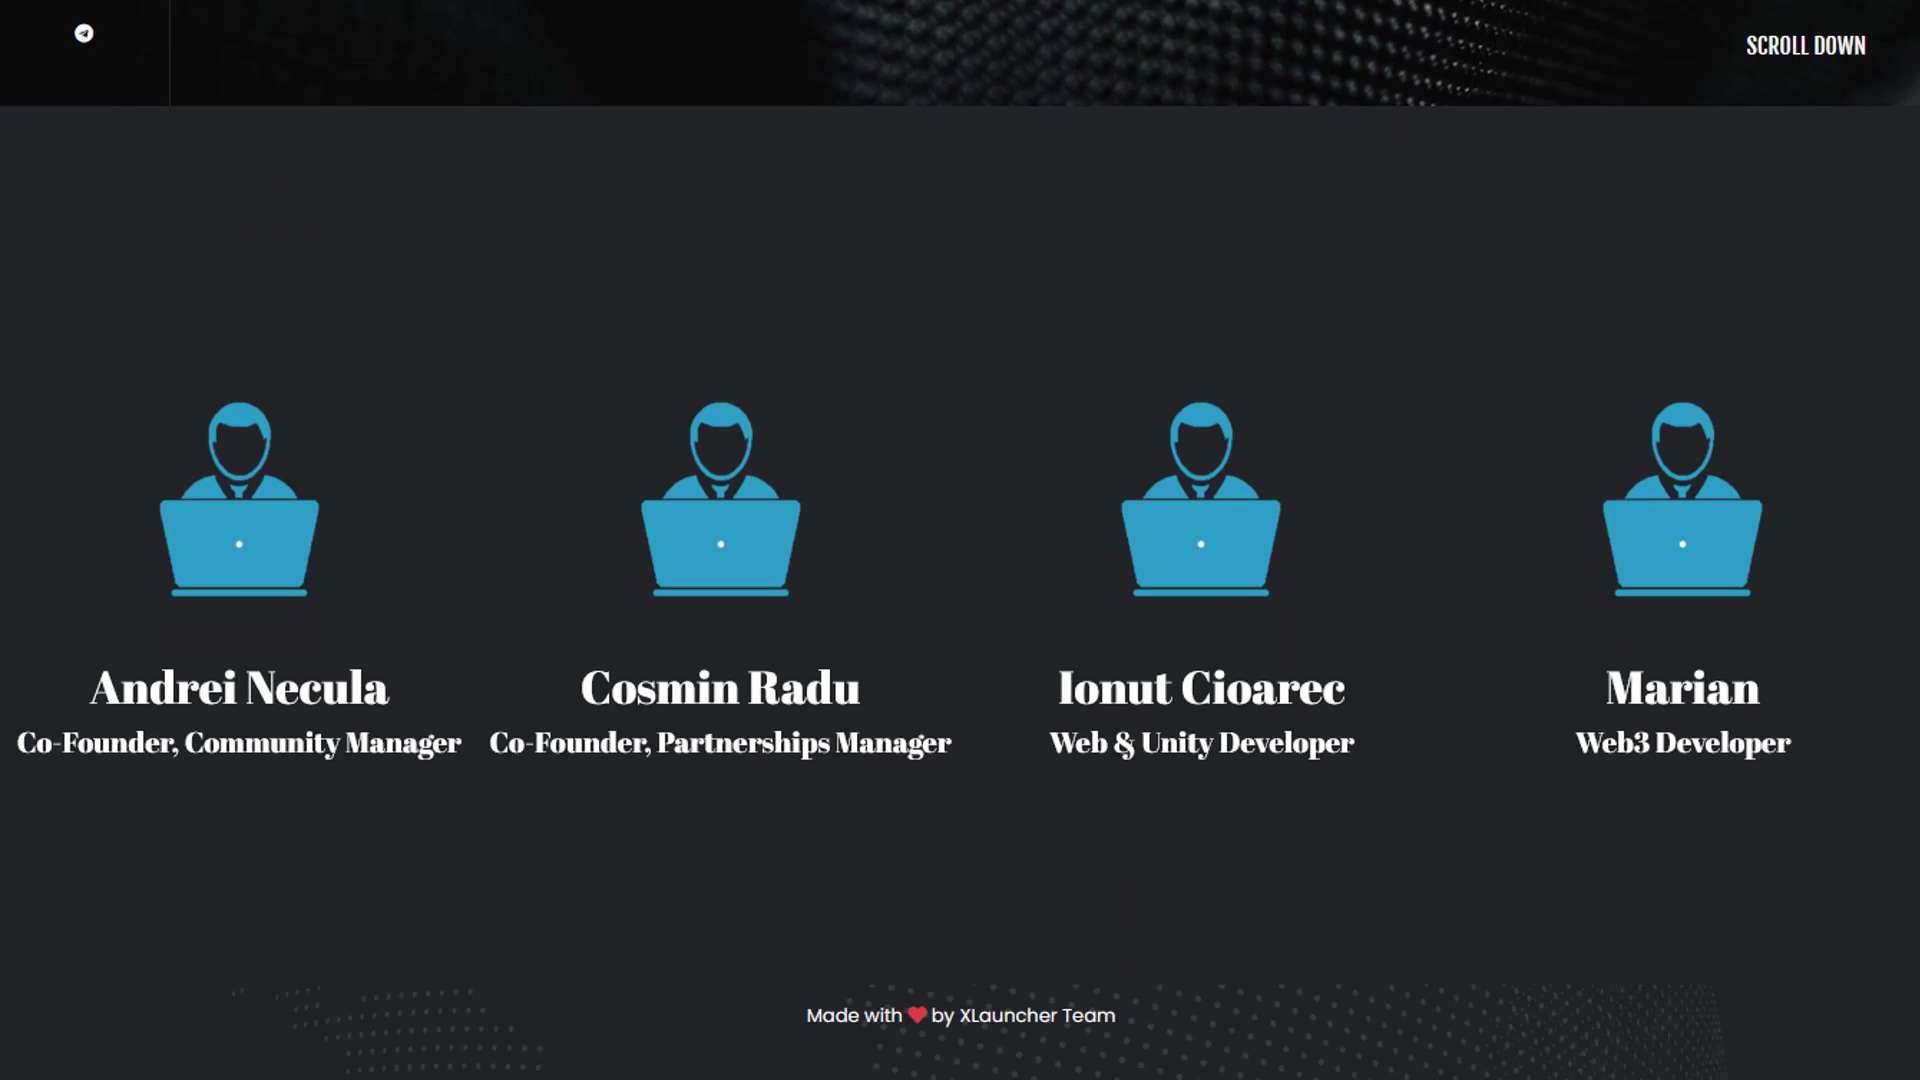 SCROLL DOWN
Andrei Necula
Co-Founder, Community Manager
Cosmin Radu
Co-Founder, Partnerships Manager
Ionut Cioarec
Web & Unity Developer
Marian
Web3 Developer
Made with ❤ by XLauncher Team